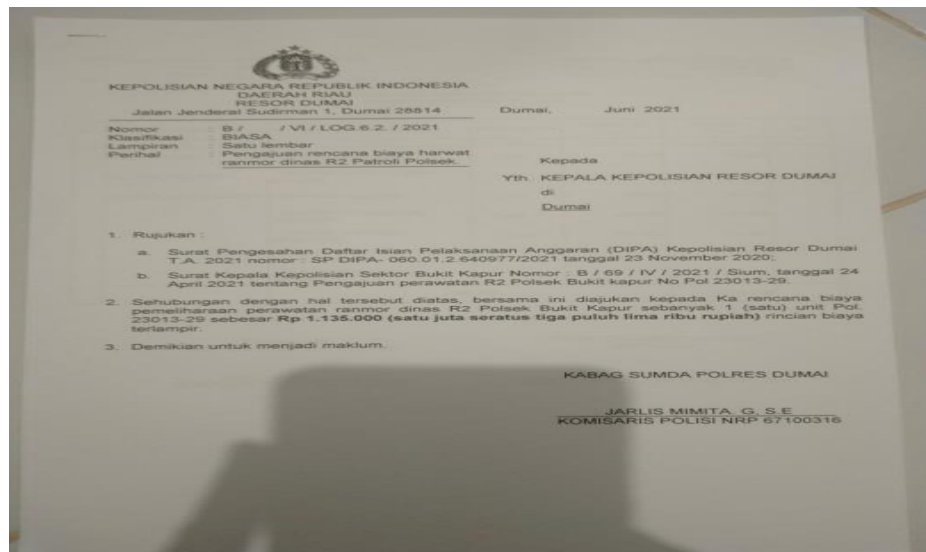 KEPOLISIAN NEGARA REPUBLIK INDONESIA
DAERAH RIAU
RESOR DUMAI
Jalan Jenderal Sudirman 1, Dumai 28814
Dumai, Juni 2021
Nomor : B / / VI / LOG.6.2. / 2021
Klasifikasi : BIASA
Lampiran : Satu lembar
Perihal : Pengajuan rencana biaya harwat
ranmor dinas R2 Patroli Polsek.
Kepada
Yth. KEPALA KEPOLISIAN RESOR DUMAI
di
Dumai
1. Rujukan :
a. Surat Pengesahan Daftar Isian Pelaksanaan Anggaran (DIPA) Kepolisian Resor Dumai
T.A. 2021 nomor : SP DIPA- 060.01.2.640977/2021 tanggal 23 November 2020;
b. Surat Kepala Kepolisian Sektor Bukit Kapur Nomor : B / 69 / IV / 2021 / Sium, tanggal 24
April 2021 tentang Pengajuan perawatan R2 Polsek Bukit kapur No Pol 23013-29.
2. Sehubungan dengan hal tersebut diatas, bersama ini diajukan kepada Ka rencana biaya
pemeliharaan perawatan ranmor dinas R2 Polsek Bukit Kapur sebanyak 1 (satu) unit Pol.
23013-29 sebesar Rp 1.135.000 (satu juta seratus tiga puluh lima ribu rupiah) rincian biaya
terlampir.
3. Demikian untuk menjadi maklum.
KABAG SUMDA POLRES DUMAI
JARLIS MIMITA. G, S.E
KOMISARIS POLISI NRP 67100316